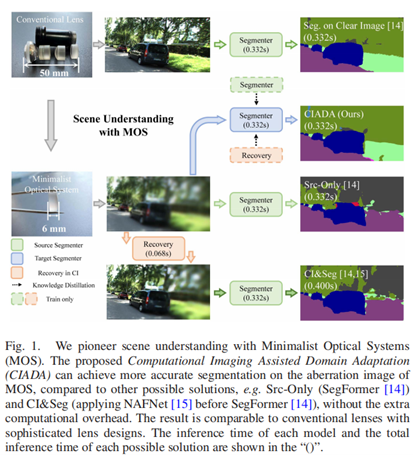 Conventional Lens
50 mm
Segmenter
(0.332s)
Seg. on Clear Image [14]
(0.332s)
Segmenter
Scene Understanding
with MOS
Segmenter
(0.332s)
CIADA (Ours)
(0.332s)
Recovery
Minimalist
Optical System
6 mm
Segmenter
(0.332s)
Src-Only [14]
(0.332s)
Source Segmenter
Target Segmenter
Recovery in CI
Knowledge Distillation
Train only
Recovery
(0.068s)
Segmenter
(0.332s)
CI&Seg [14,15]
(0.400s)
Fig. 1. We pioneer scene understanding with Minimalist Optical Systems
(MOS). The proposed Computational Imaging Assisted Domain Adaptation
(CIADA) can achieve more accurate segmentation on the aberration image of
MOS, compared to other possible solutions, e.g. Src-Only (SegFormer [14])
and CI&Seg (applying NAFNet [15] before SegFormer [14]), without the extra
computational overhead. The result is comparable to conventional lenses with
sophisticated lens designs. The inference time of each model and the total
inference time of each possible solution are shown in the “()”.